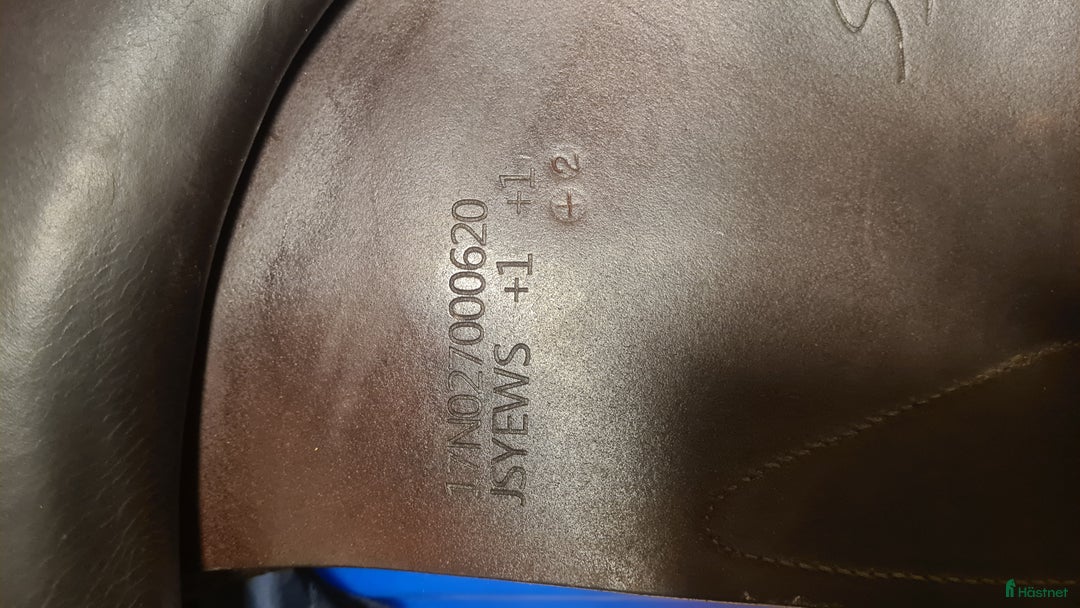 17N027000620
JSYEWS +1 +1
+ 2
Hästnet